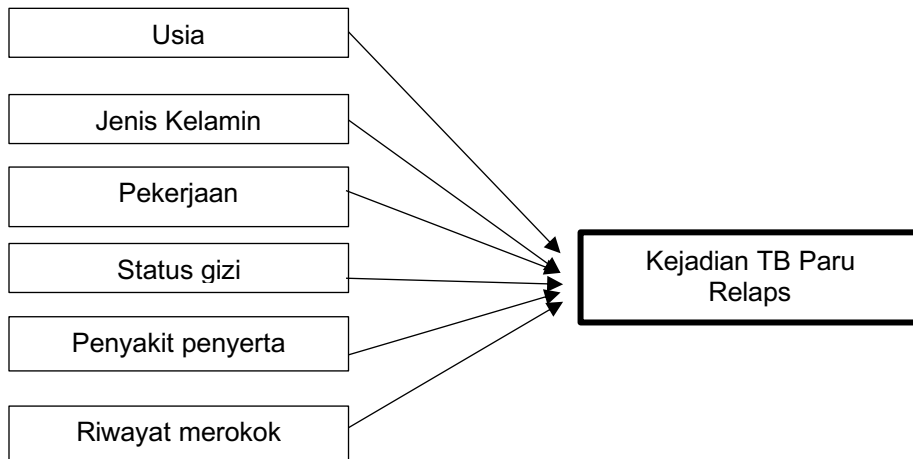 Usia
Jenis Kelamin
Pekerjaan
Status gizi
Penyakit penyerta
Riwayat merokok
Kejadian TB Paru
Relaps